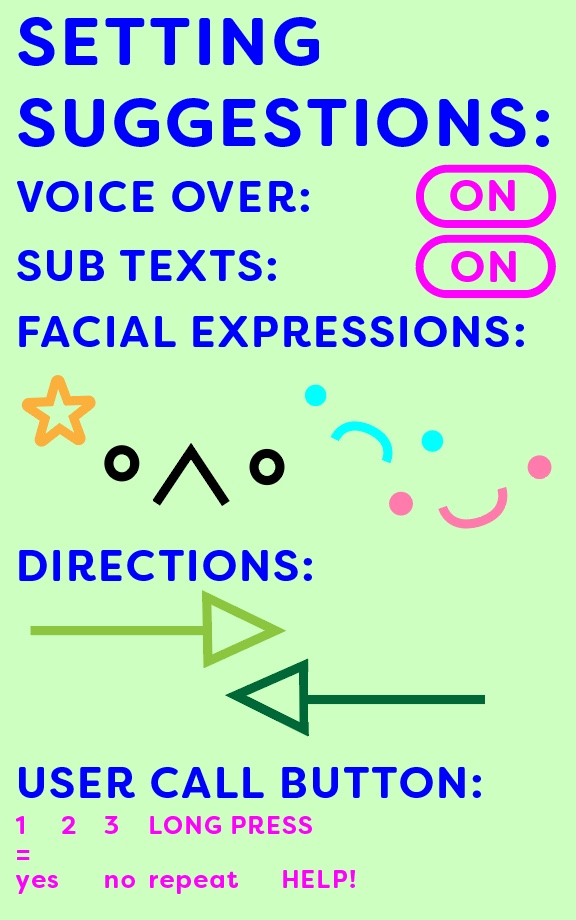 SETTING
SUGGESTIONS:
VOICE OVER: ON
SUB TEXTS: ON
FACIAL EXPRESSIONS:
DIRECTIONS:
USER CALL BUTTON:
1 2 3 LONG PRESS
=
yes no repeat HELP!